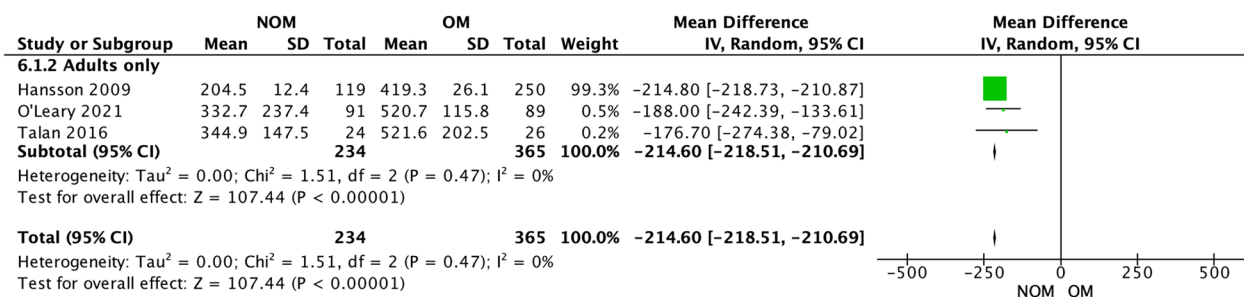 NOM OM Mean Difference Mean Difference
Study or Subgroup Mean SD Total Mean SD Total Weight IV, Random, 95% CI IV, Random, 95% CI
6.1.2 Adults only
Hansson 2009 204.5 12.4 119 419.3 26.1 250 99.3% −214.80 [−218.73, −210.87]
O'Leary 2021 332.7 237.4 91 520.7 115.8 89 0.5% −188.00 [−242.39, −133.61]
Talan 2016 344.9 147.5 24 521.6 202.5 26 0.2% −176.70 [−274.38, −79.02]
Subtotal (95% CI) 234 365 100.0% −214.60 [−218.51, −210.69]
Heterogeneity: Tau² = 0.00; Chi² = 1.51, df = 2 (P = 0.47); I² = 0%
Test for overall effect: Z = 107.44 (P < 0.00001)
Total (95% CI) 234 365 100.0% −214.60 [−218.51, −210.69]
Heterogeneity: Tau² = 0.00; Chi² = 1.51, df = 2 (P = 0.47); I² = 0%
Test for overall effect: Z = 107.44 (P < 0.00001)
−500 −250 0 250 500
NOM OM